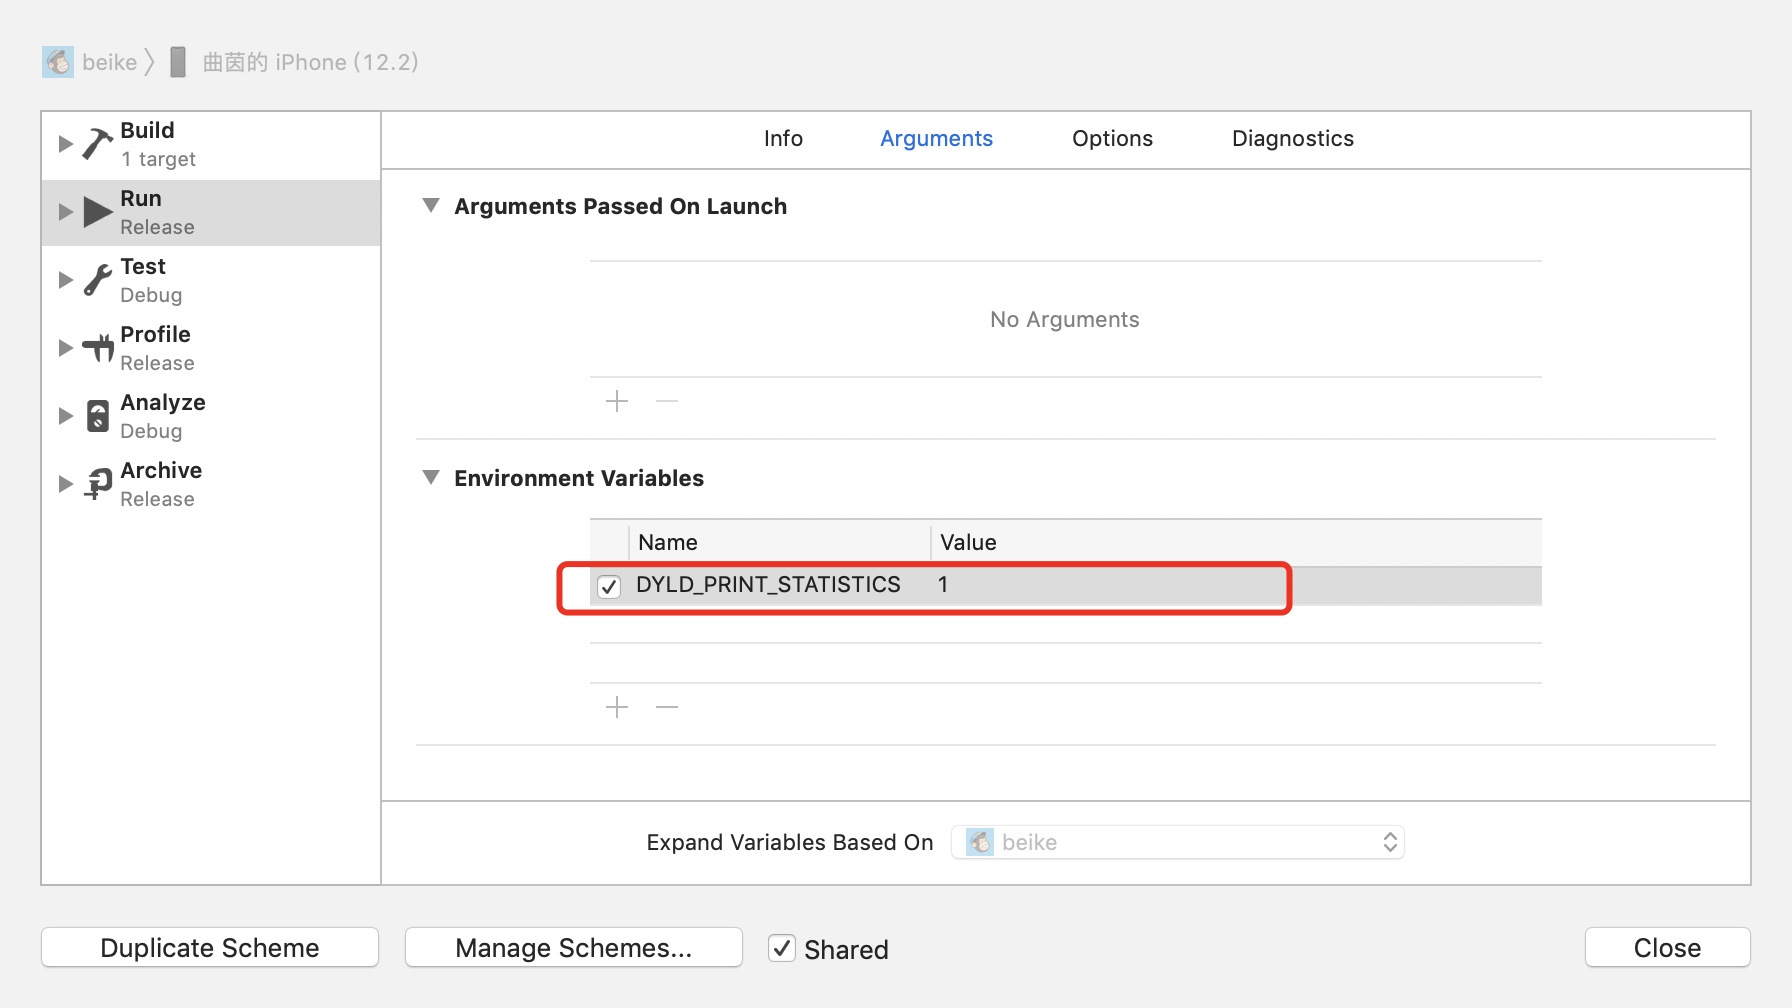 beike 曲茵的 iPhone (12.2)
Build
1 target
Run
Release
Test
Debug
Profile
Release
Analyze
Debug
Archive
Release
Info Arguments Options Diagnostics
Arguments Passed On Launch
No Arguments
Environment Variables
Name Value
DYLD_PRINT_STATISTICS 1
Expand Variables Based On beike
Duplicate Scheme Manage Schemes... Shared Close